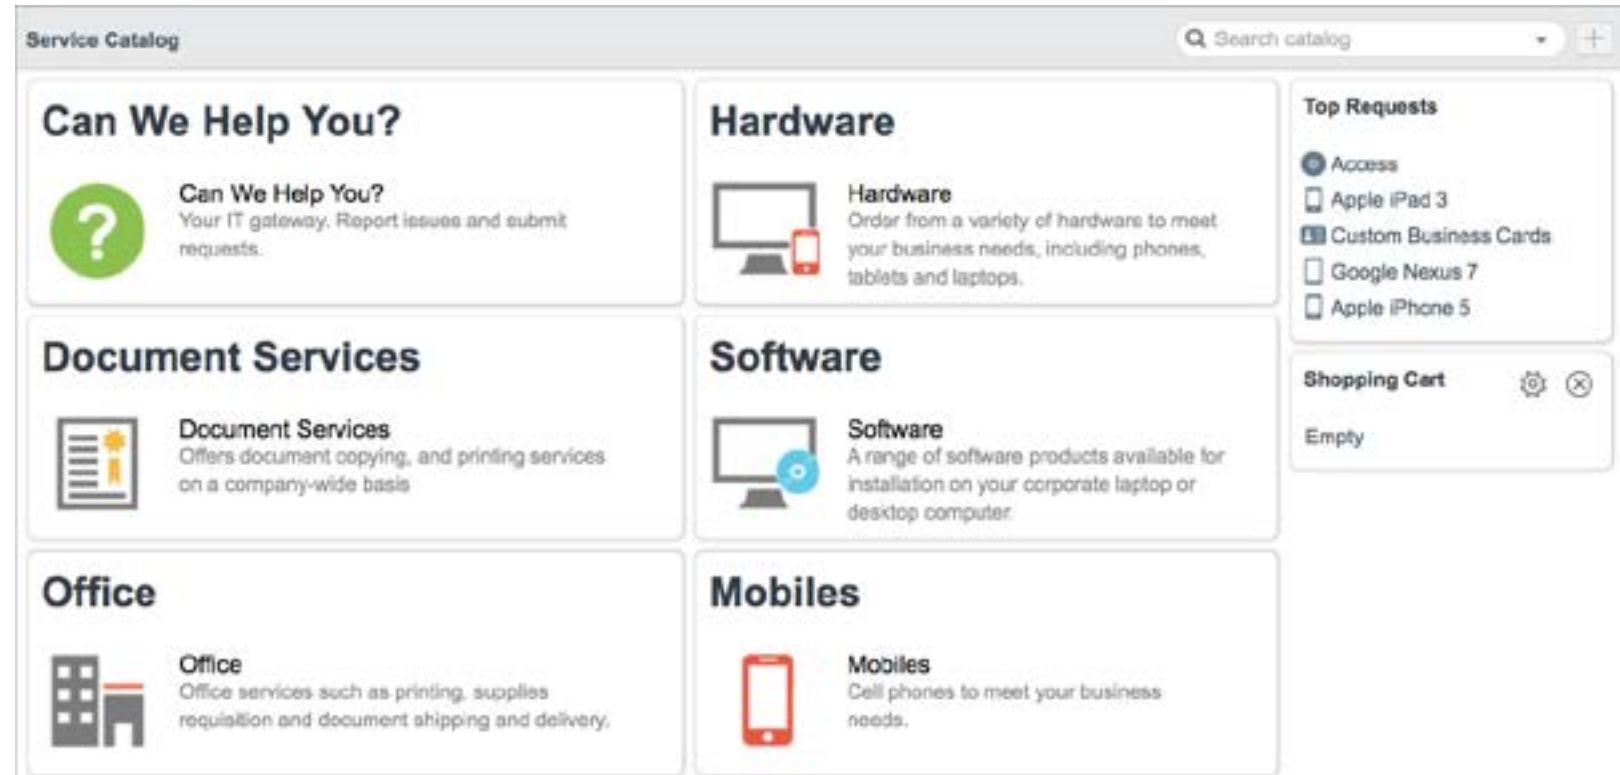 Service Catalog
Search catalog
Can We Help You?
Can We Help You?
Your IT gateway. Report issues and submit
requests.
Hardware
Hardware
Order from a variety of hardware to meet
your business needs, including phones,
tablets and laptops.
Document Services
Document Services
Offers document copying, and printing services
on a company-wide basis
Software
Software
A range of software products available for
installation on your corporate laptop or
desktop computer.
Office
Office
Office services such as printing, supplies
requisition and document shipping and delivery.
Mobiles
Mobiles
Cell phones to meet your business
needs.
Top Requests
Access
Apple iPad 3
Custom Business Cards
Google Nexus 7
Apple iPhone 5
Shopping Cart
Empty